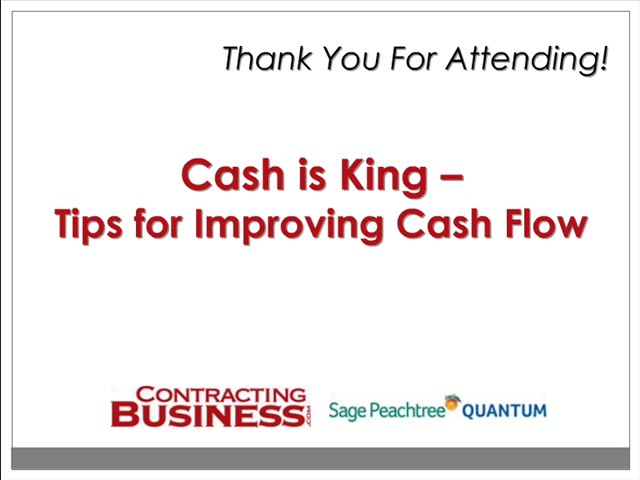 Thank You For Attending!
Cash is King –
Tips for Improving Cash Flow
CONTRACTING
BUSINESS.com
Sage Peachtree QUANTUM